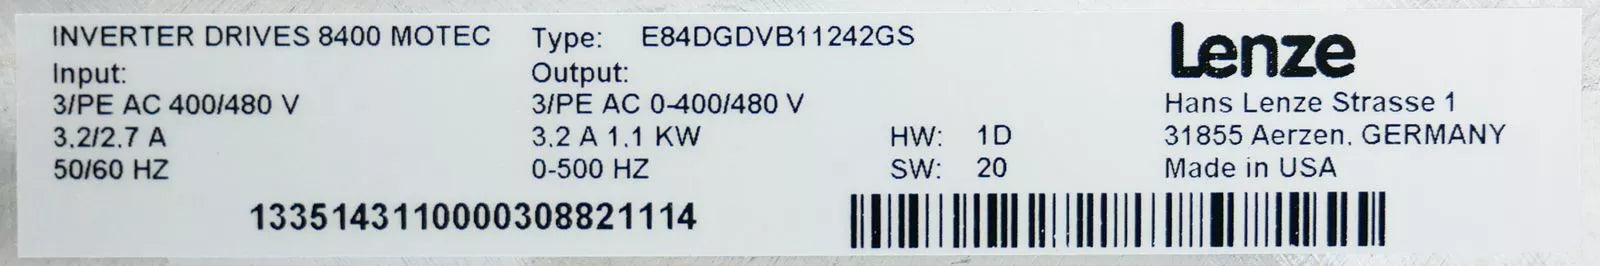 INVERTER DRIVES 8400 MOTEC Type: E84DGDVB11242GS
Input: Output:
3/PE AC 400/480 V 3/PE AC 0-400/480 V
3.2/2.7 A 3.2 A 1.1 KW HW: 1D
50/60 HZ 0-500 HZ SW: 20
Lenze
Hans Lenze Strasse 1
31855 Aerzen, GERMANY
Made in USA
1335143110000308821114